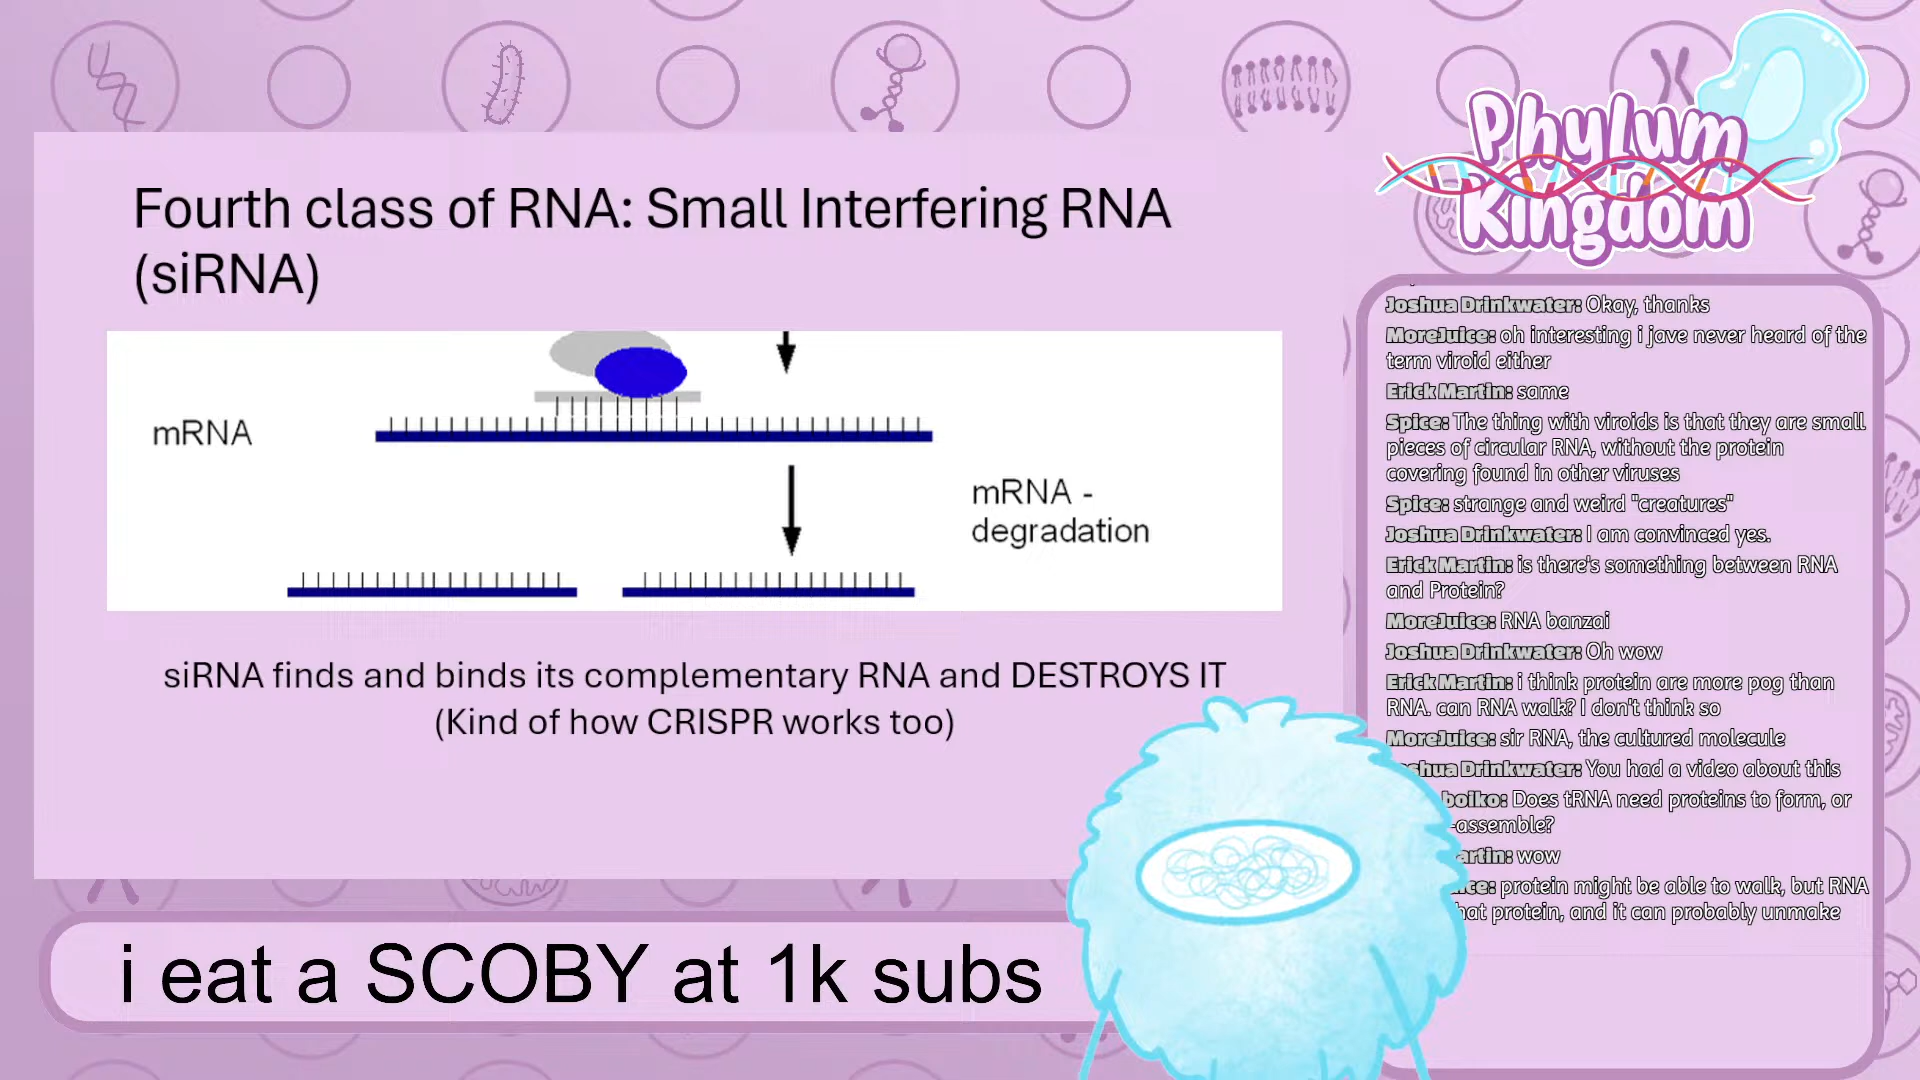 Fourth class of RNA: Small Interfering RNA
(siRNA)
mRNA
mRNA -
degradation
siRNA finds and binds its complementary RNA and DESTROYS IT
(Kind of how CRISPR works too)
i eat a SCOBY at 1k subs
Phylum
Kingdom
Joshua Drinkwater: Okay, thanks
MoreJuice: oh interesting i jave never heard of the
term viroid either
Erick Martin: same
Spice: The thing with viroids is that they are small
pieces of circular RNA, without the protein
covering found in other viruses
Spice: strange and weird "creatures"
Joshua Drinkwater: I am convinced yes.
Erick Martin: is there's something between RNA
and Protein?
MoreJuice: RNA banzai
Joshua Drinkwater: Oh wow
Erick Martin: i think protein are more pog than
RNA. can RNA walk? I don't think so
MoreJuice: sir RNA, the cultured molecule
shua Drinkwater: You had a video about this
boiko: Does tRNA need proteins to form, or
-assemble?
artin: wow
ice: protein might be able to walk, but RNA
hat protein, and it can probably unmake